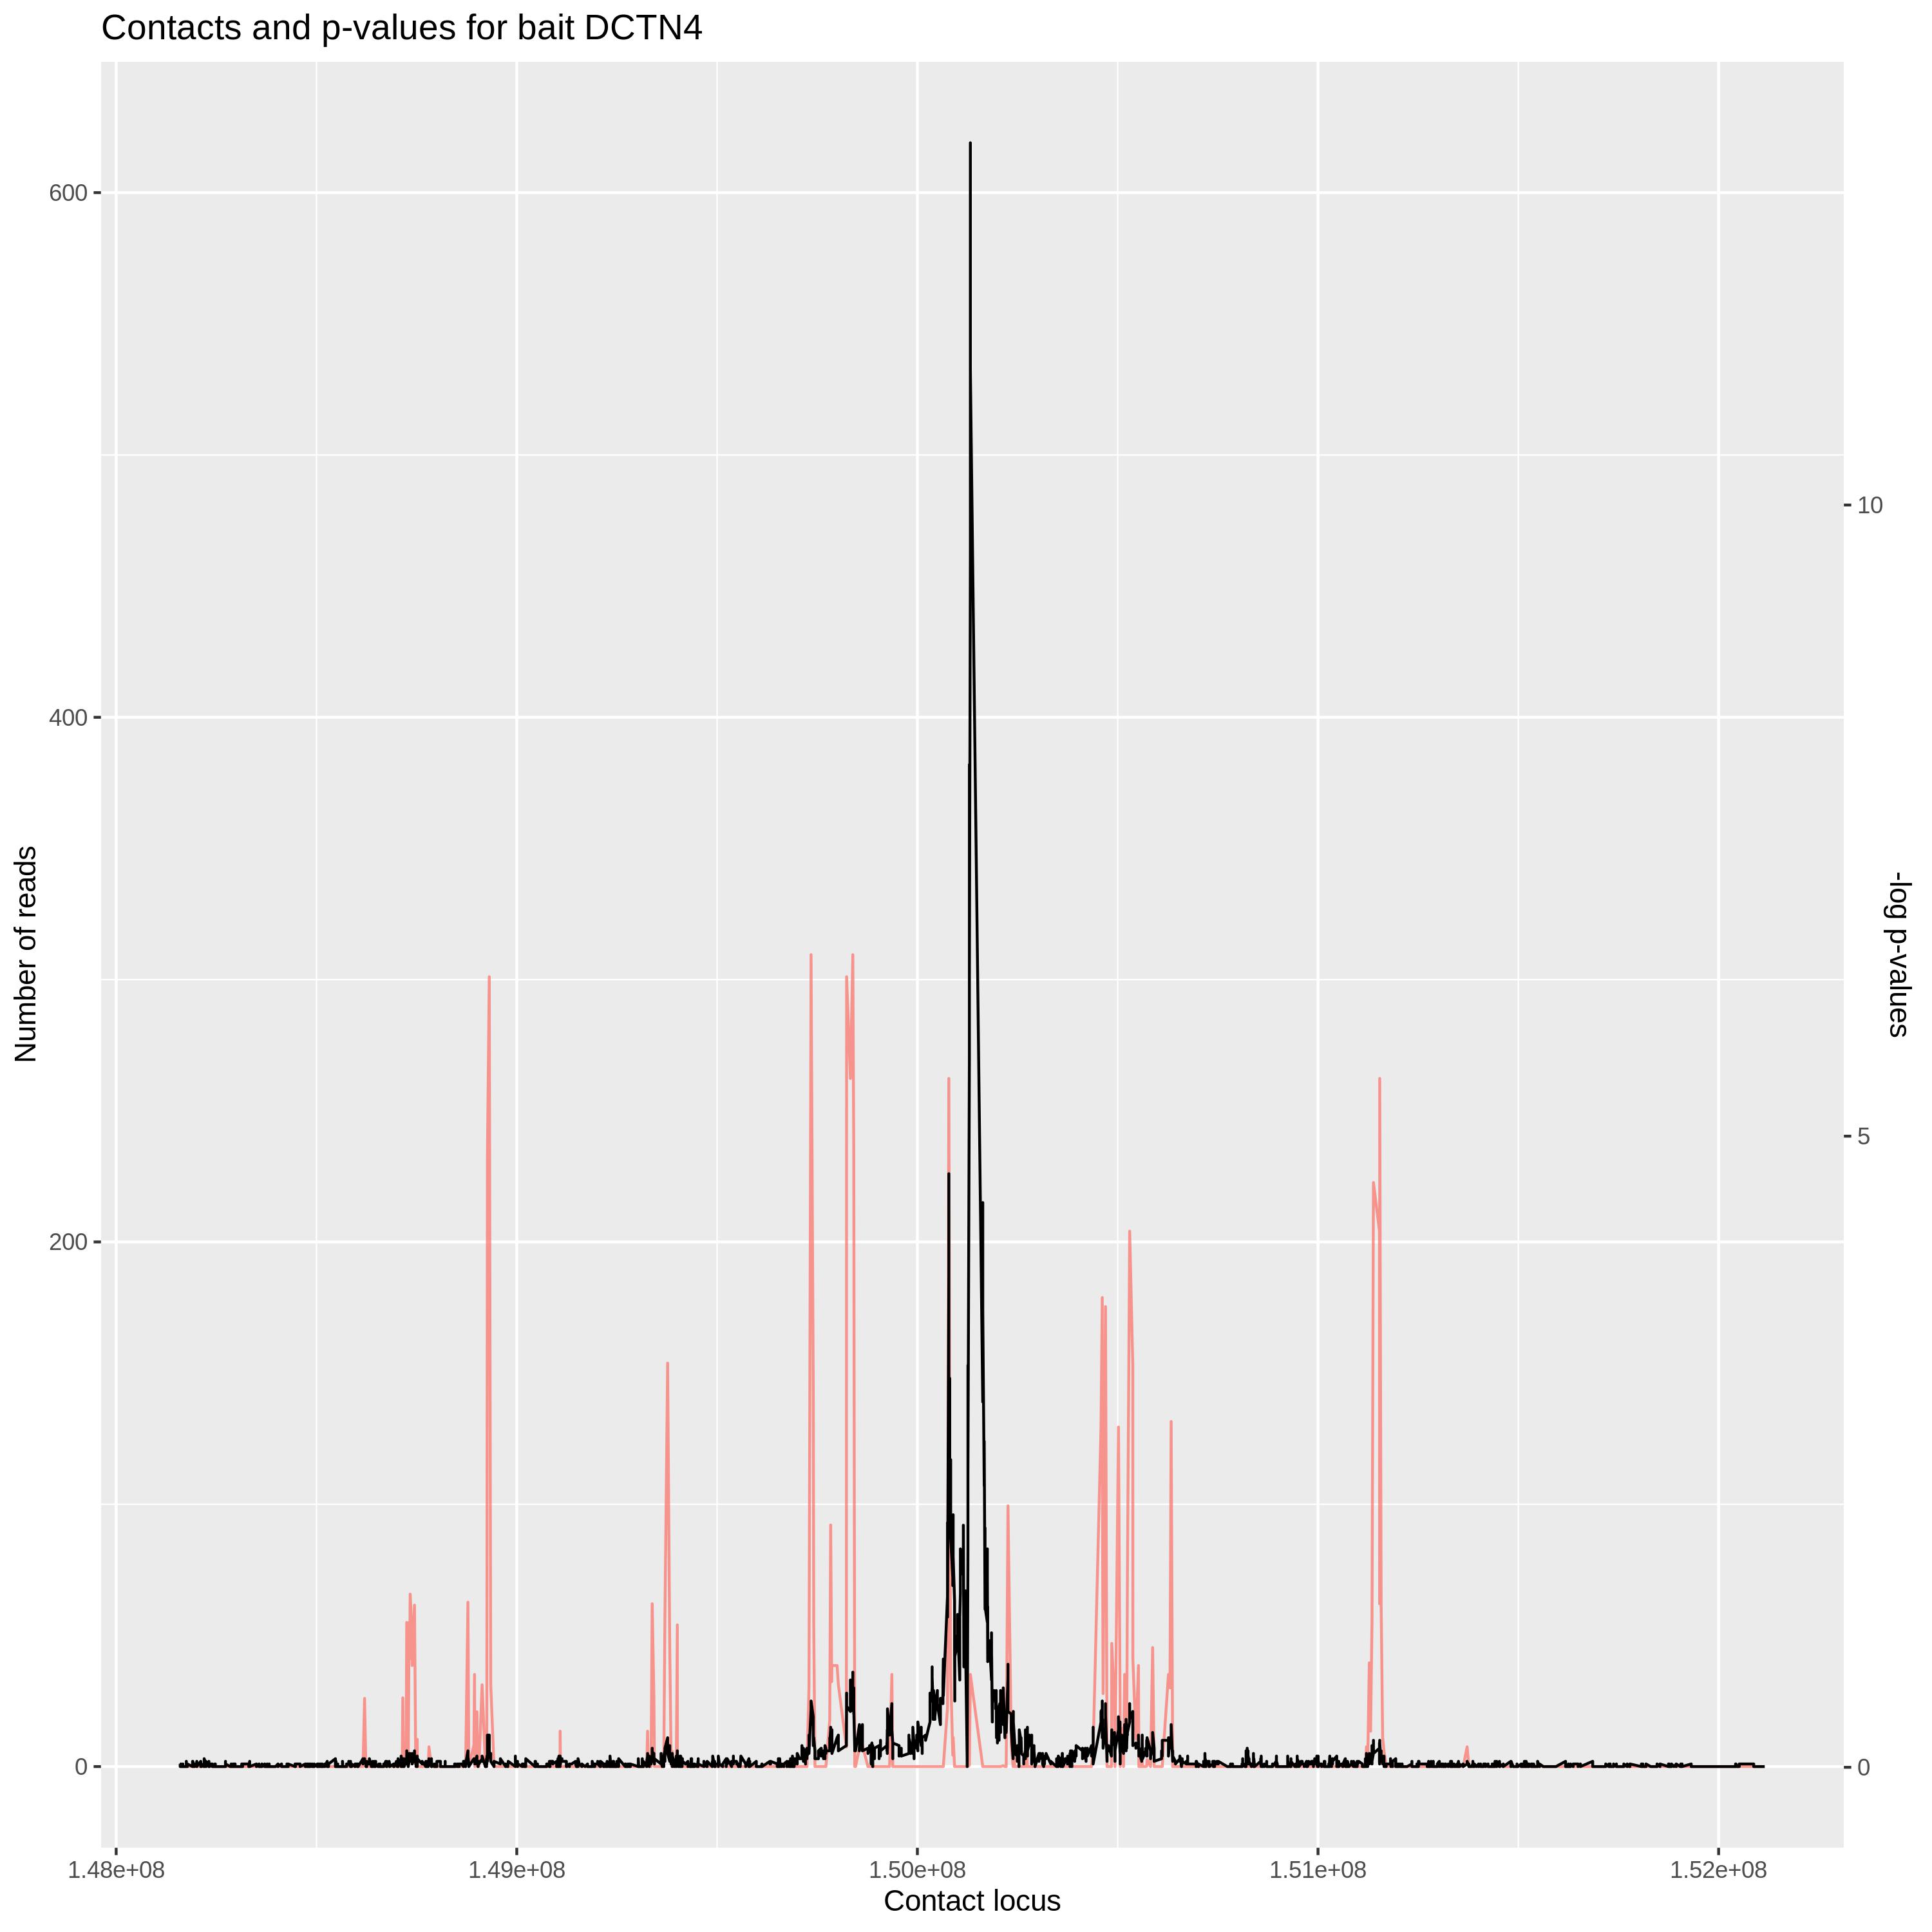 Contacts and p-values for bait DCTN4
600
400
200
0
Number of reads
10
5
0
-log p-values
1.48e+08
1.49e+08
1.50e+08
1.51e+08
1.52e+08
Contact locus